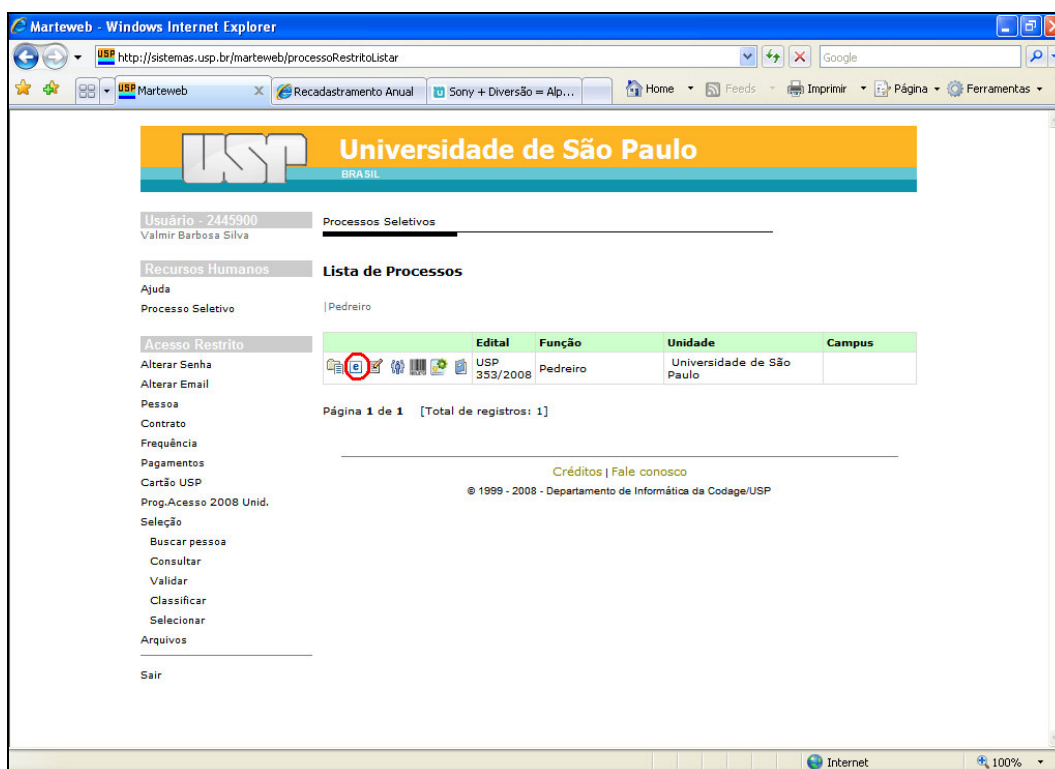 Marteweb - Windows Internet Explorer
USP http://sistemas.usp.br/marteweb/processoRestritoListar
Google
USP Marteweb
Recadastramento Anual
Sony + Diversão = Alp...
Home
Feeds
Imprimir
Página
Ferramentas
USP
Universidade de São Paulo
BRASIL
Usuário - 2445900
Valmir Barbosa Silva
Processos Seletivos
Recursos Humanos
Ajuda
Processo Seletivo
Lista de Processos
|Pedreiro
Edital Função Unidade Campus
USP 353/2008 Pedreiro Universidade de São Paulo
Página 1 de 1 [Total de registros: 1]
Acesso Restrito
Alterar Senha
Alterar Email
Pessoa
Contrato
Frequência
Pagamentos
Cartão USP
Prog.Acesso 2008 Unid.
Seleção
Buscar pessoa
Consultar
Validar
Classificar
Selecionar
Arquivos
Sair
Créditos | Fale conosco
© 1999 - 2008 - Departamento de Informática da Codage/USP
Internet
100%